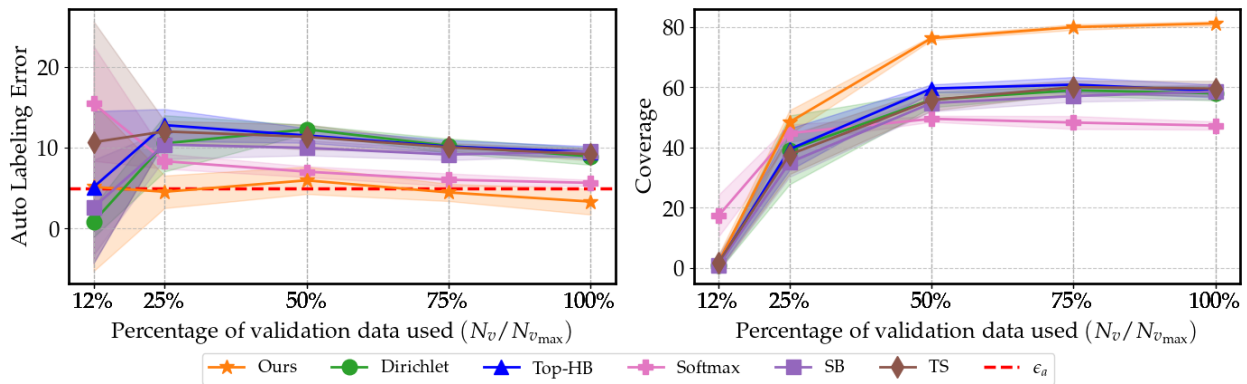 Auto Labeling Error
20
10
0
12% 25% 50% 75% 100%
Percentage of validation data used (N_v/N_{v_max})
Coverage
80
60
40
20
0
12% 25% 50% 75% 100%
Percentage of validation data used (N_v/N_{v_max})
Ours Dirichlet Top-HB Softmax SB TS ϵ_a